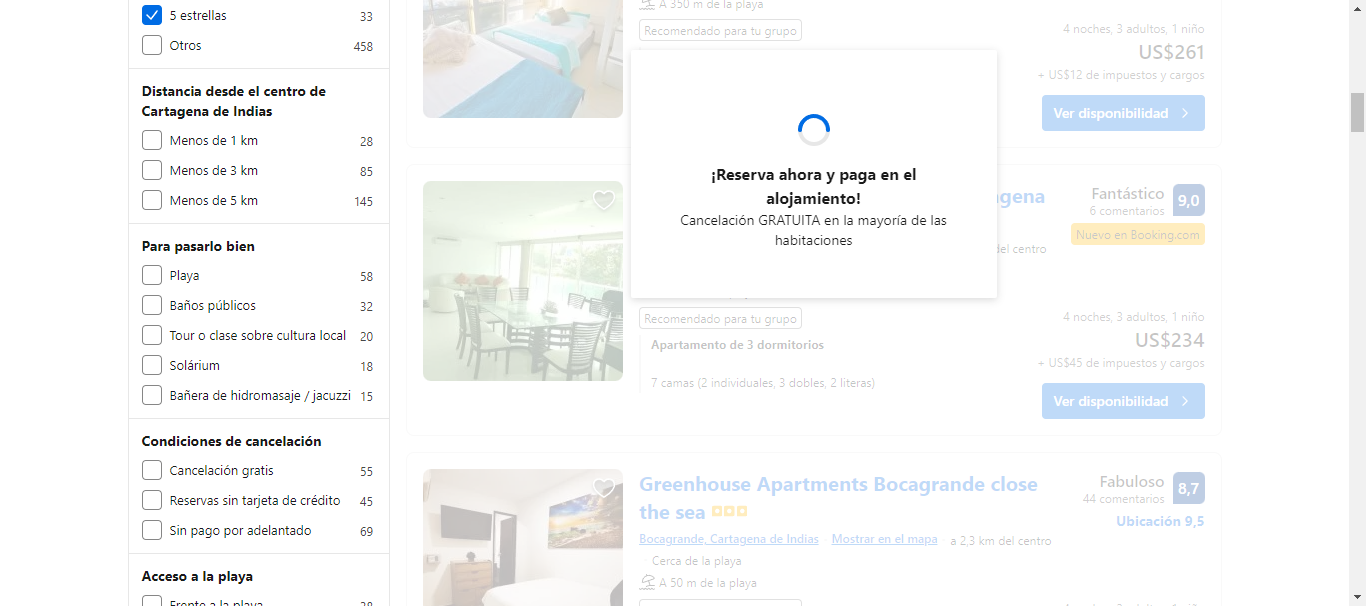 5 estrellas 33
Otros 458
Distancia desde el centro de
Cartagena de Indias
Menos de 1 km 28
Menos de 3 km 85
Menos de 5 km 145
Para pasarlo bien
Playa 58
Baños públicos 32
Tour o clase sobre cultura local 20
Solárium 18
Bañera de hidromasaje / jacuzzi 15
Condiciones de cancelación
Cancelación gratis 55
Reservas sin tarjeta de crédito 45
Sin pago por adelantado 69
Acceso a la playa
Frente a la playa 28
A 350 m de la playa
Recomendado para tu grupo
4 noches, 3 adultos, 1 niño
US$261
+ US$12 de impuestos y cargos
Ver disponibilidad
¡Reserva ahora y paga en el
alojamiento!
Cancelación GRATUITA en la mayoría de las
habitaciones
Fantástico 9,0
6 comentarios
Nuevo en Booking.com
del centro
Recomendado para tu grupo
Apartamento de 3 dormitorios
7 camas (2 individuales, 3 dobles, 2 literas)
4 noches, 3 adultos, 1 niño
US$234
+ US$45 de impuestos y cargos
Ver disponibilidad
Greenhouse Apartments Bocagrande close
the sea
Bocagrande, Cartagena de Indias Mostrar en el mapa a 2,3 km del centro
Cerca de la playa
A 50 m de la playa
Fabuloso 8,7
44 comentarios
Ubicación 9,5